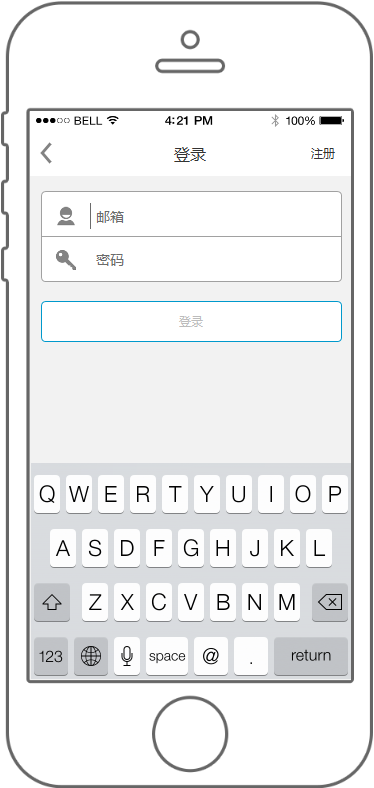 BELL 4:21 PM 100%
登录 注册
邮箱
密码
登录
Q W E R T Y U I O P
A S D F G H J K L
Z X C V B N M
123 space @ . return